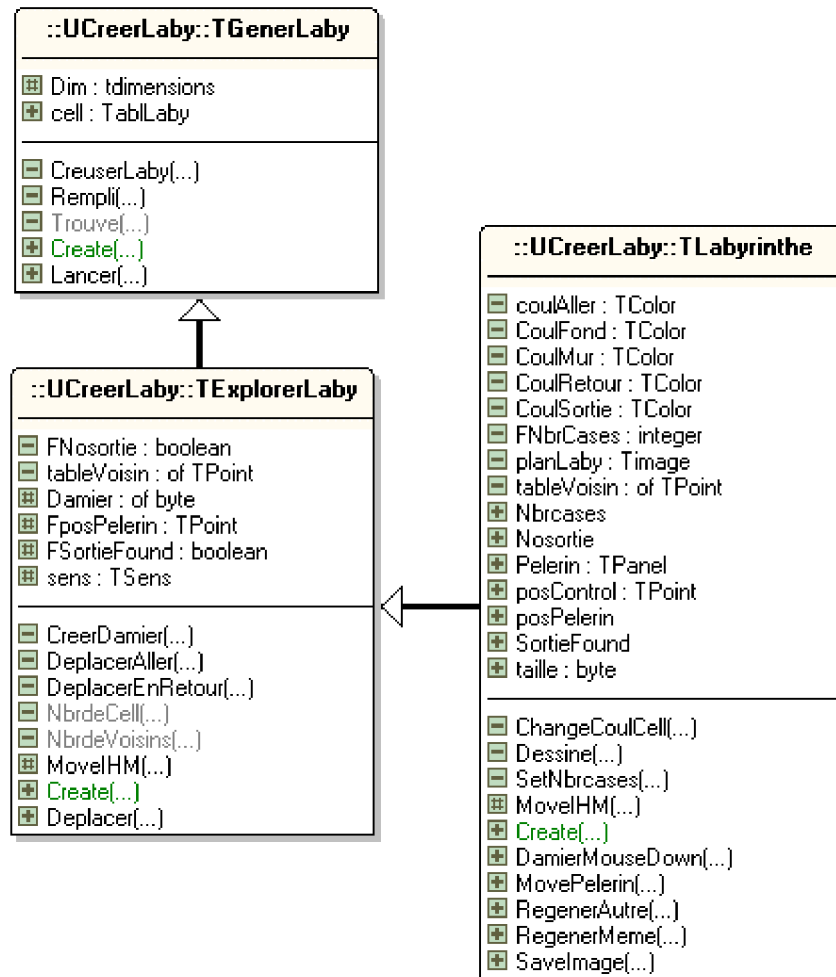 ::UCreerLaby::TGenerLaby
Dim : tdimensions
cell : TablLaby
CreuserLaby(...)
Rempli(...)
Trouve(...)
Create(...)
Lancer(...)
::UCreerLaby::TExplorerLaby
FNosortie : boolean
tableVoisin : of TPoint
Damier : of byte
FposPelerin : TPoint
FSortieFound : boolean
sens : TSens
CreerDamier(...)
DeplacerAller(...)
DeplacerEnRetour(...)
NbrdeCell(...)
NbrdeVoisins(...)
MoveIHM(...)
Create(...)
Deplacer(...)
::UCreerLaby::TLabyrinthe
coulAller : TColor
CoulFond : TColor
CoulMur : TColor
CoulRetour : TColor
CoulSortie : TColor
FNbrCases : integer
planLaby : Timage
tableVoisin : of TPoint
Nbrcases
Nosortie
Pelerin : TPanel
posControl : TPoint
posPelerin
SortieFound
taille : byte
ChangeCoulCell(...)
Dessine(...)
SetNbrcases(...)
MoveIHM(...)
Create(...)
DamierMouseDown(...)
MovePelerin(...)
RegenerAutre(...)
RegenerMeme(...)
SaveImage(...)